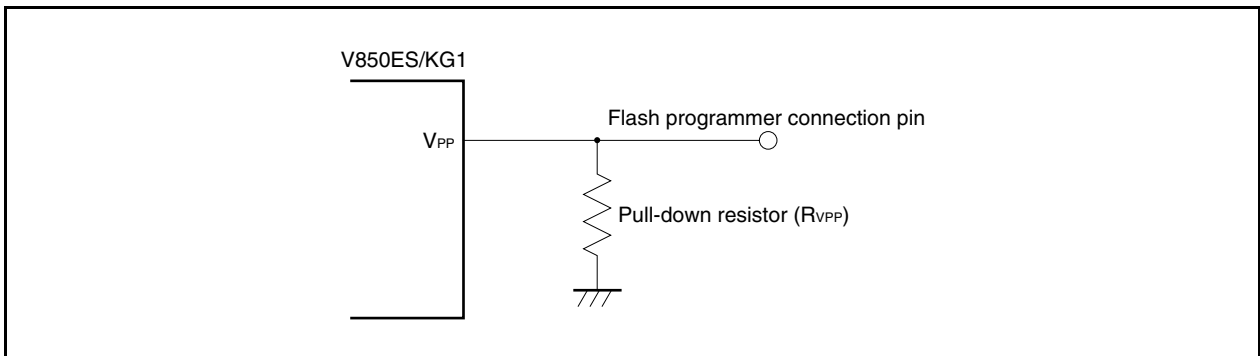 V850ES/KG1
Flash programmer connection pin
VPP
Pull-down resistor (RVPP)